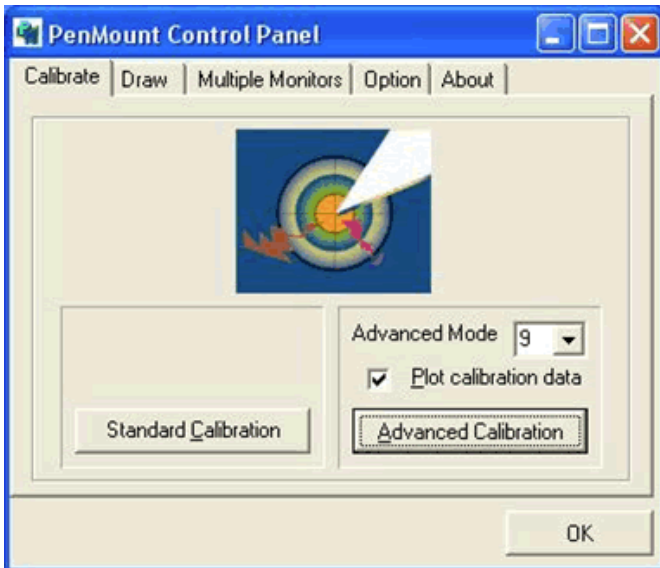 PenMount Control Panel
Calibrate Draw Multiple Monitors Option About
Advanced Mode 9
Plot calibration data
Standard Calibration Advanced Calibration
OK